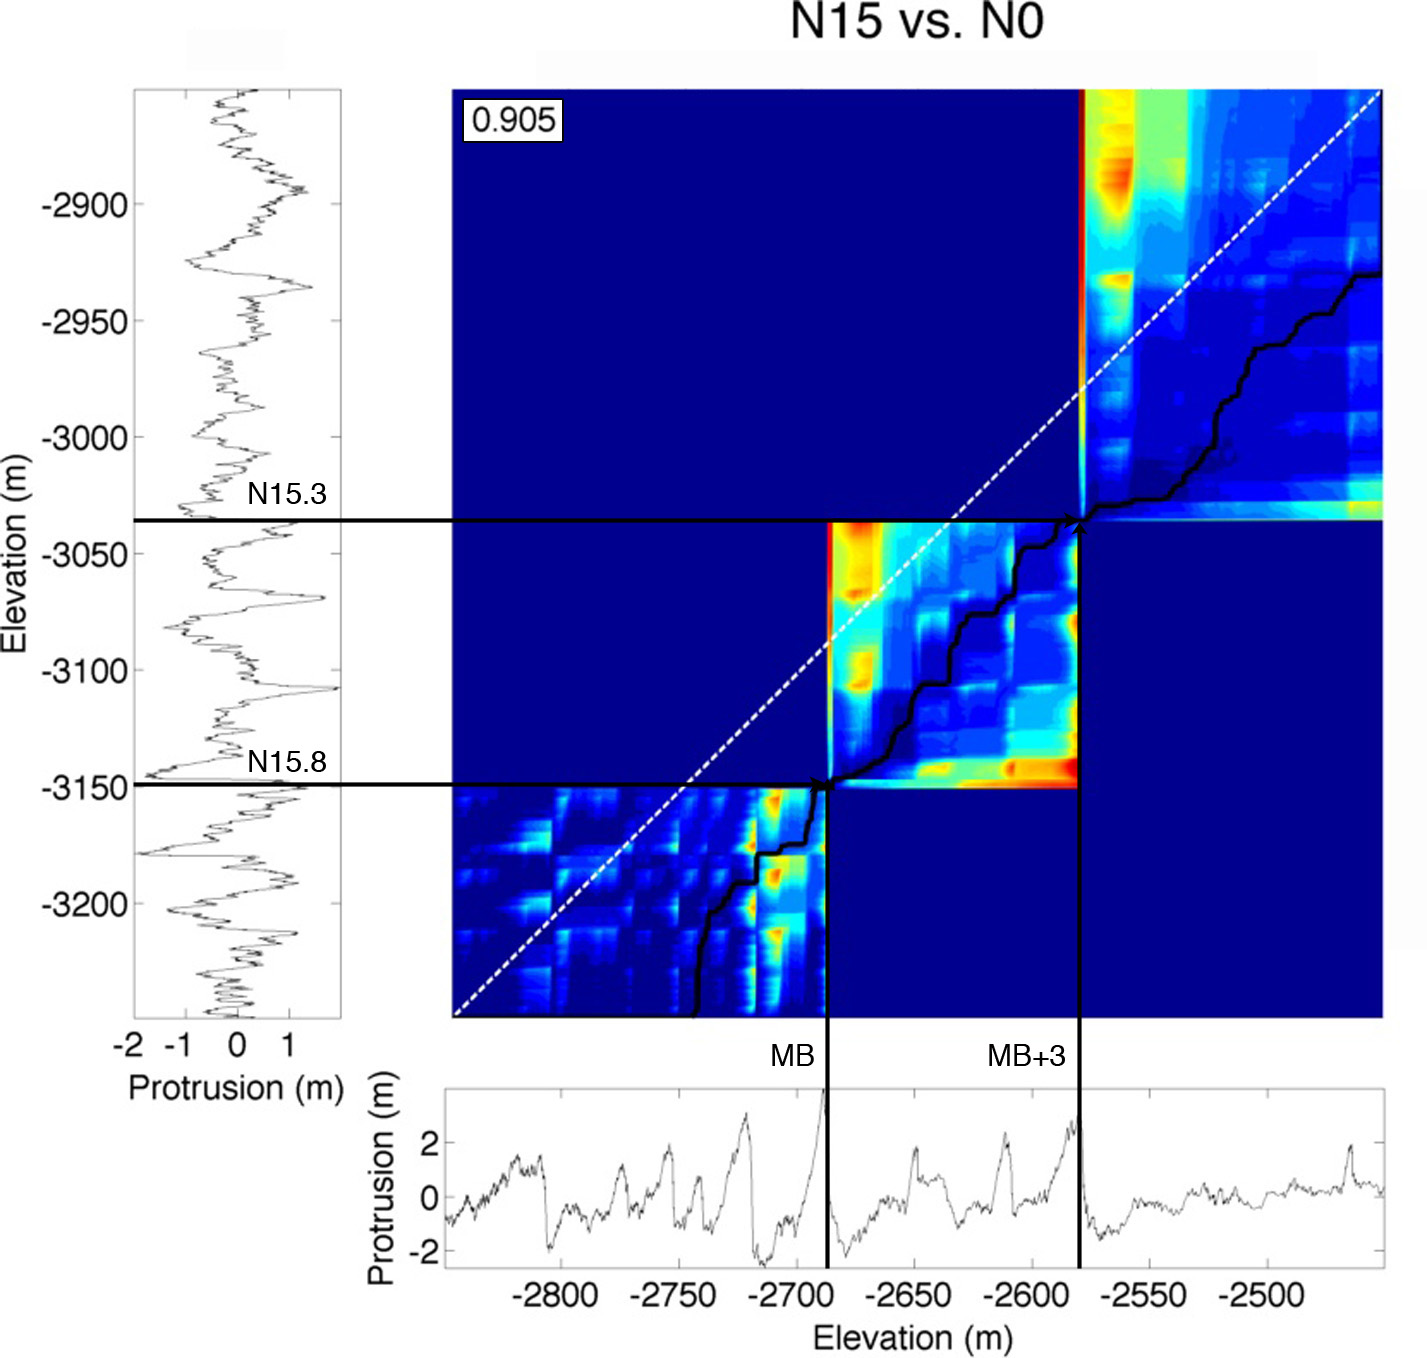 N15 vs. N0
0.905
-2900
-2950
-3000
-3050
-3100
-3150
-3200
Elevation (m)
N15.3
N15.8
-2 -1 0 1
Protrusion (m)
MB
MB+3
Protrusion (m)
2
0
-2
-2800 -2750 -2700 -2650 -2600 -2550 -2500
Elevation (m)